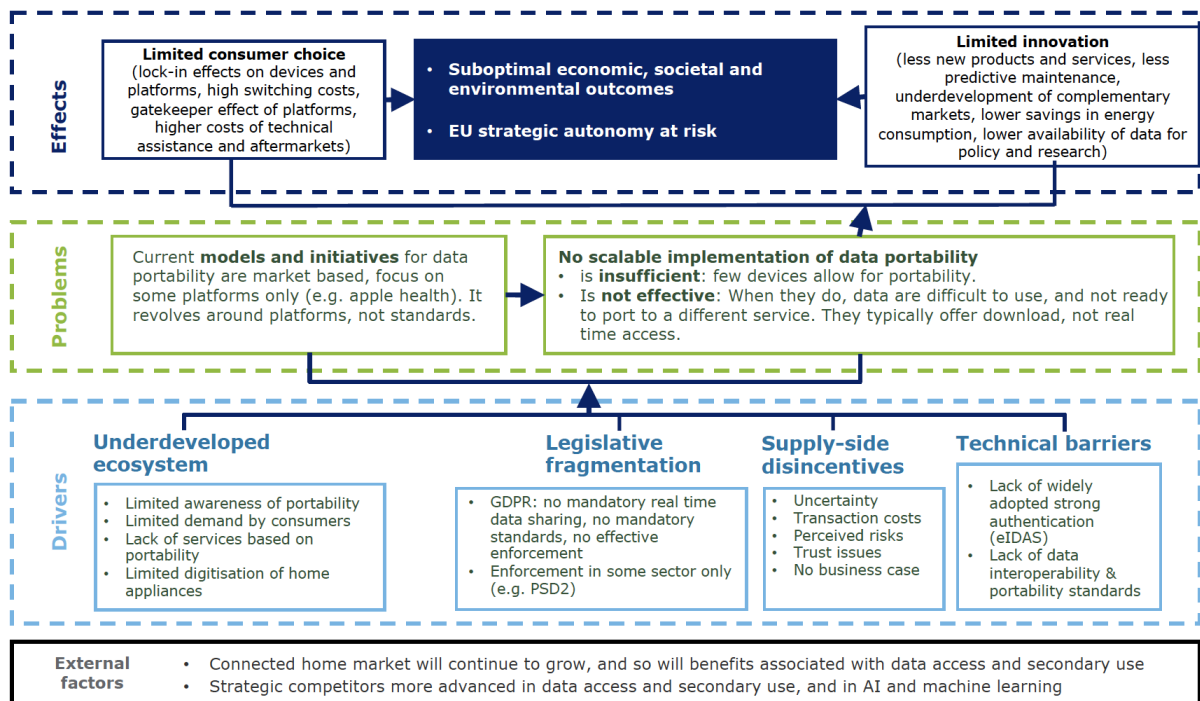 Effects
Limited consumer choice
(lock-in effects on devices and
platforms, high switching costs,
gatekeeper effect of platforms,
higher costs of technical
assistance and aftermarkets)
• Suboptimal economic, societal and
environmental outcomes
• EU strategic autonomy at risk
Limited innovation
(less new products and services, less
predictive maintenance,
underdevelopment of complementary
markets, lower savings in energy
consumption, lower availability of data for
policy and research)
Problems
Current models and initiatives for data
portability are market based, focus on
some platforms only (e.g. apple health). It
revolves around platforms, not standards.
No scalable implementation of data portability
• is insufficient: few devices allow for portability.
• Is not effective: When they do, data are difficult to use, and not ready
to port to a different service. They typically offer download, not real
time access.
Drivers
Underdeveloped
ecosystem
• Limited awareness of portability
• Limited demand by consumers
• Lack of services based on
portability
• Limited digitisation of home
appliances
Legislative
fragmentation
• GDPR: no mandatory real time
data sharing, no mandatory
standards, no effective
enforcement
• Enforcement in some sector only
(e.g. PSD2)
Supply-side
disincentives
• Uncertainty
• Transaction costs
• Perceived risks
• Trust issues
• No business case
Technical barriers
• Lack of widely
adopted strong
authentication
(eIDAS)
• Lack of data
interoperability &
portability standards
External
factors
• Connected home market will continue to grow, and so will benefits associated with data access and secondary use
• Strategic competitors more advanced in data access and secondary use, and in AI and machine learning